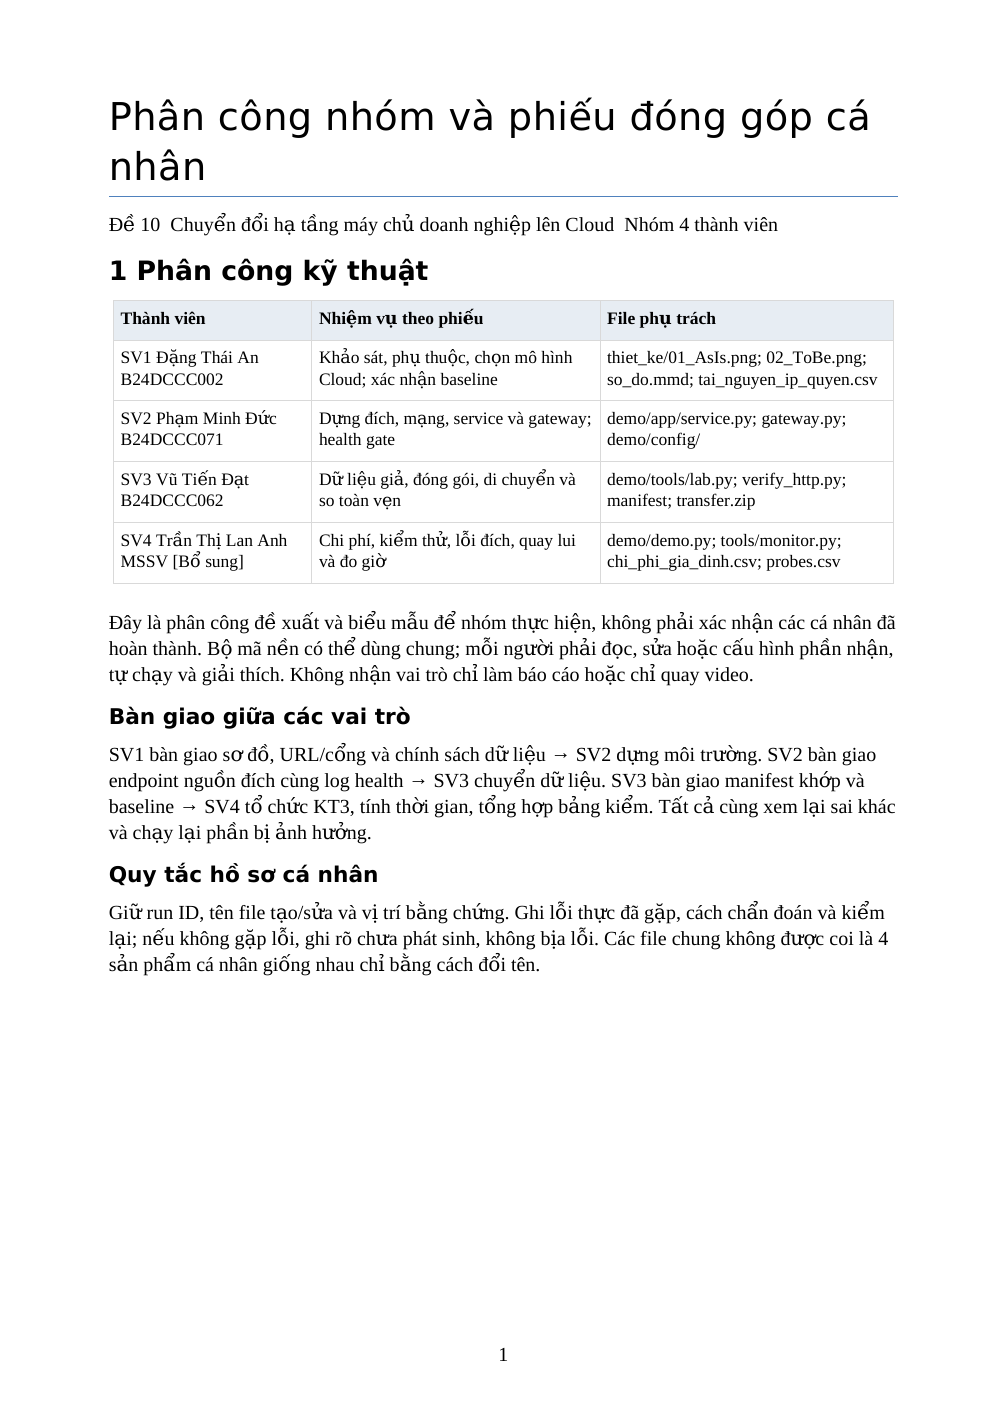 Phân công nhóm và phiếu đóng góp cá
nhân
Đề 10  Chuyển đổi hạ tầng máy chủ doanh nghiệp lên Cloud  Nhóm 4 thành viên
1 Phân công kỹ thuật
Thành viên
Nhiệm vụ theo phiếu
File phụ trách
SV1 Đặng Thái An
B24DCCC002
Khảo sát, phụ thuộc, chọn mô hình
Cloud; xác nhận baseline
thiet_ke/01_AsIs.png; 02_ToBe.png;
so_do.mmd; tai_nguyen_ip_quyen.csv
SV2 Phạm Minh Đức
B24DCCC071
Dựng đích, mạng, service và gateway;
health gate
demo/app/service.py; gateway.py;
demo/config/
SV3 Vũ Tiến Đạt
B24DCCC062
Dữ liệu giả, đóng gói, di chuyển và
so toàn vẹn
demo/tools/lab.py; verify_http.py;
manifest; transfer.zip
SV4 Trần Thị Lan Anh
MSSV [Bổ sung]
Chi phí, kiểm thử, lỗi đích, quay lui
và đo giờ
demo/demo.py; tools/monitor.py;
chi_phi_gia_dinh.csv; probes.csv
Đây là phân công đề xuất và biểu mẫu để nhóm thực hiện, không phải xác nhận các cá nhân đã
hoàn thành. Bộ mã nền có thể dùng chung; mỗi người phải đọc, sửa hoặc cấu hình phần nhận,
tự chạy và giải thích. Không nhận vai trò chỉ làm báo cáo hoặc chỉ quay video.
Bàn giao giữa các vai trò
SV1 bàn giao sơ đồ, URL/cổng và chính sách dữ liệu → SV2 dựng môi trường. SV2 bàn giao
endpoint nguồn đích cùng log health → SV3 chuyển dữ liệu. SV3 bàn giao manifest khớp và
baseline → SV4 tổ chức KT3, tính thời gian, tổng hợp bảng kiểm. Tất cả cùng xem lại sai khác
và chạy lại phần bị ảnh hưởng.
Quy tắc hồ sơ cá nhân
Giữ run ID, tên file tạo/sửa và vị trí bằng chứng. Ghi lỗi thực đã gặp, cách chẩn đoán và kiểm
lại; nếu không gặp lỗi, ghi rõ chưa phát sinh, không bịa lỗi. Các file chung không được coi là 4
sản phẩm cá nhân giống nhau chỉ bằng cách đổi tên.
1